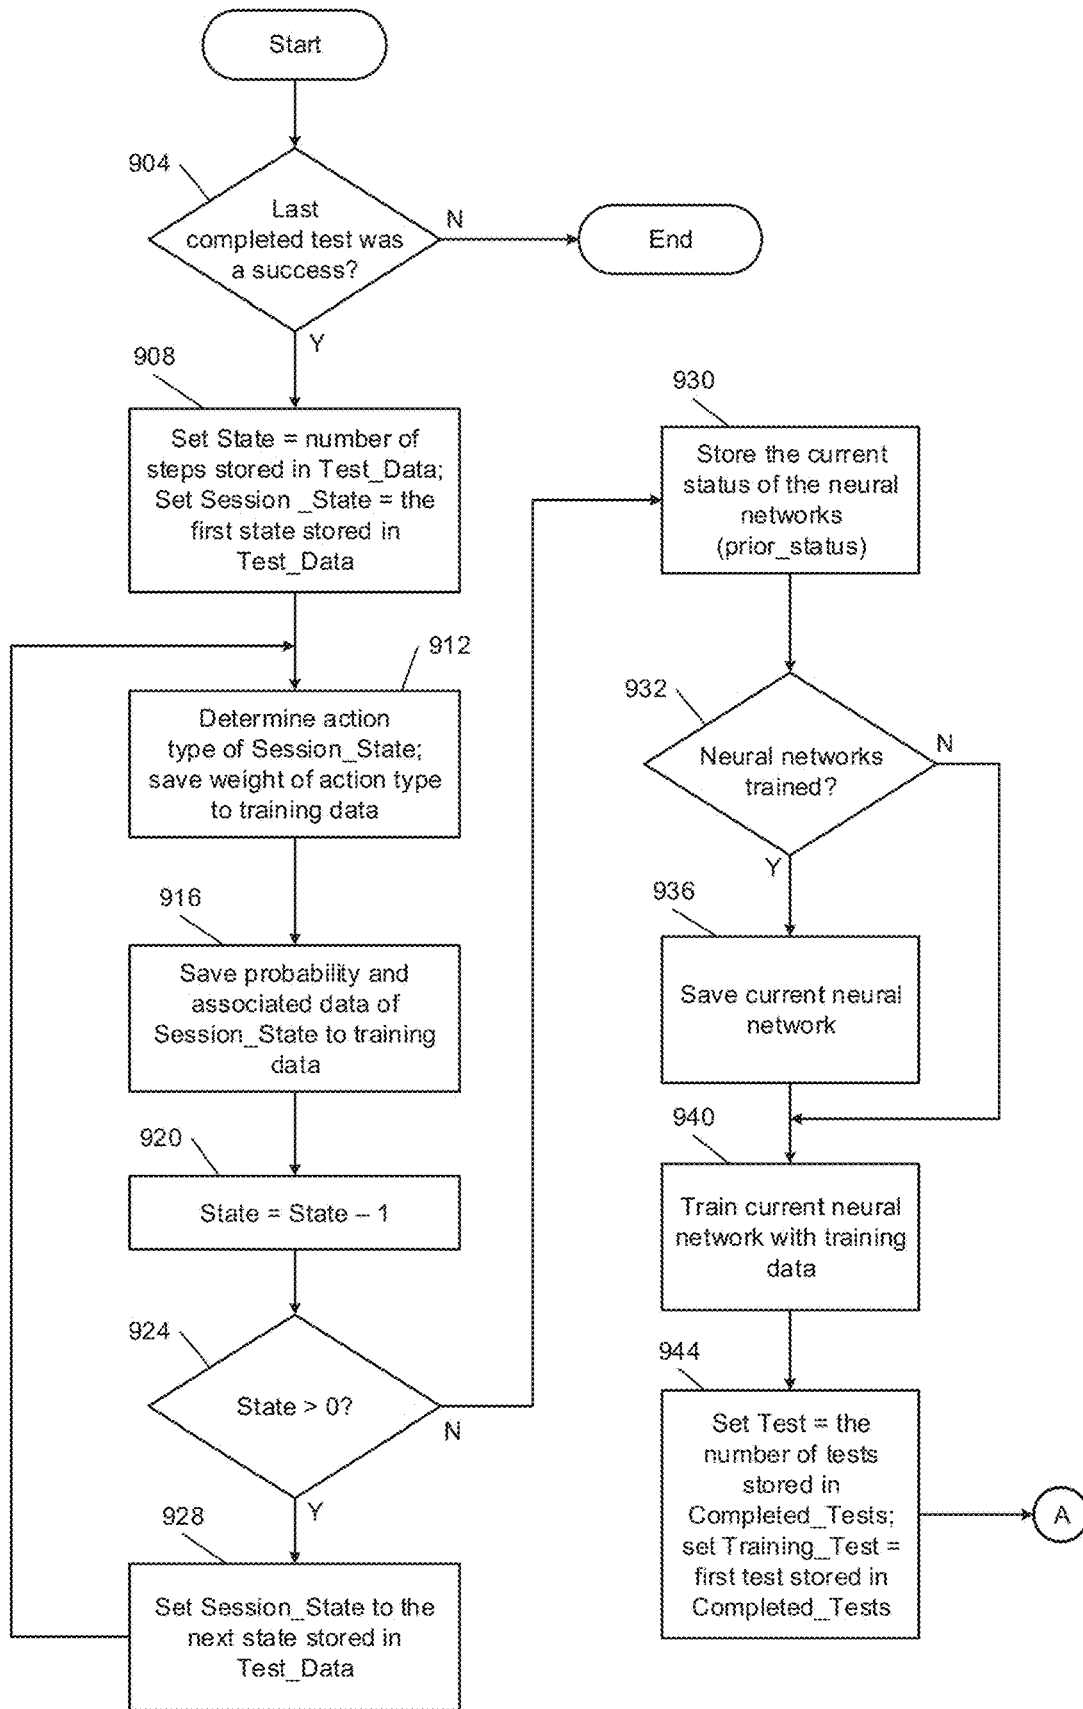 Start
904
Last
completed test was
a success?
N
End
Y
908
Set State = number of
steps stored in Test_Data;
Set Session _State = the
first state stored in
Test_Data
912
Determine action
type of Session_State;
save weight of action type
to training data
916
Save probability and
associated data of
Session_State to training
data
920
State = State – 1
924
State > 0?
N
Y
928
Set Session_State to the
next state stored in
Test_Data
930
Store the current
status of the neural
networks
(prior_status)
932
Neural networks
trained?
N
Y
936
Save current neural
network
940
Train current neural
network with training
data
944
Set Test = the
number of tests
stored in
Completed_Tests;
set Training_Test =
first test stored in
Completed_Tests
A